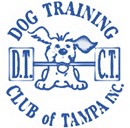 DOG TRAINING
D.T. C.T.
CLUB of TAMPA INC.